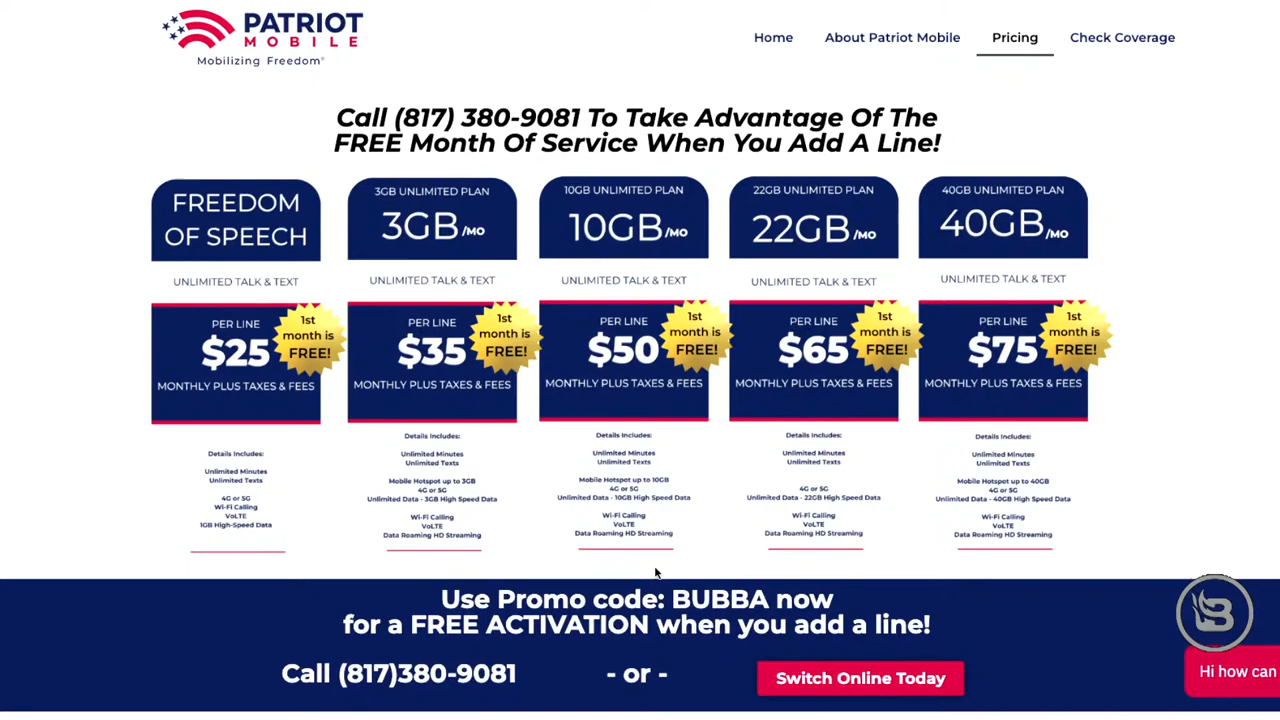 PATRIOT
MOBILE
Mobilizing Freedom®
Home
About Patriot Mobile
Pricing
Check Coverage
Call (817) 380-9081 To Take Advantage Of The
FREE Month Of Service When You Add A Line!
FREEDOM
OF SPEECH
UNLIMITED TALK & TEXT
PER LINE
$25
MONTHLY PLUS TAXES & FEES
1st
month is
FREE!
Details Includes:
Unlimited Minutes
Unlimited Texts
4G or 5G
Wi-Fi Calling
VoLTE
1GB High-Speed Data
3GB UNLIMITED PLAN
3GB/MO
UNLIMITED TALK & TEXT
PER LINE
$35
MONTHLY PLUS TAXES & FEES
1st
month is
FREE!
Details Includes:
Unlimited Minutes
Unlimited Texts
Mobile Hotspot up to 3GB
4G or 5G
Unlimited Data - 3GB High Speed Data
Wi-Fi Calling
VoLTE
Data Roaming HD Streaming
10GB UNLIMITED PLAN
10GB/MO
UNLIMITED TALK & TEXT
PER LINE
$50
MONTHLY PLUS TAXES & FEES
1st
month is
FREE!
Details Includes:
Unlimited Minutes
Unlimited Texts
Mobile Hotspot up to 10GB
4G or 5G
Unlimited Data - 10GB High Speed Data
Wi-Fi Calling
VoLTE
Data Roaming HD Streaming
22GB UNLIMITED PLAN
22GB/MO
UNLIMITED TALK & TEXT
PER LINE
$65
MONTHLY PLUS TAXES & FEES
1st
month is
FREE!
Details Includes:
Unlimited Minutes
Unlimited Texts
4G or 5G
Unlimited Data - 22GB High Speed Data
Wi-Fi Calling
VoLTE
Data Roaming HD Streaming
40GB UNLIMITED PLAN
40GB/MO
UNLIMITED TALK & TEXT
PER LINE
$75
MONTHLY PLUS TAXES & FEES
1st
month is
FREE!
Details Includes:
Unlimited Minutes
Unlimited Texts
Mobile Hotspot up to 40GB
4G or 5G
Unlimited Data - 40GB High Speed Data
Wi-Fi Calling
VoLTE
Data Roaming HD Streaming
Use Promo code: BUBBA now
for a FREE ACTIVATION when you add a line!
Call (817)380-9081
- or -
Switch Online Today
B
Hi how can